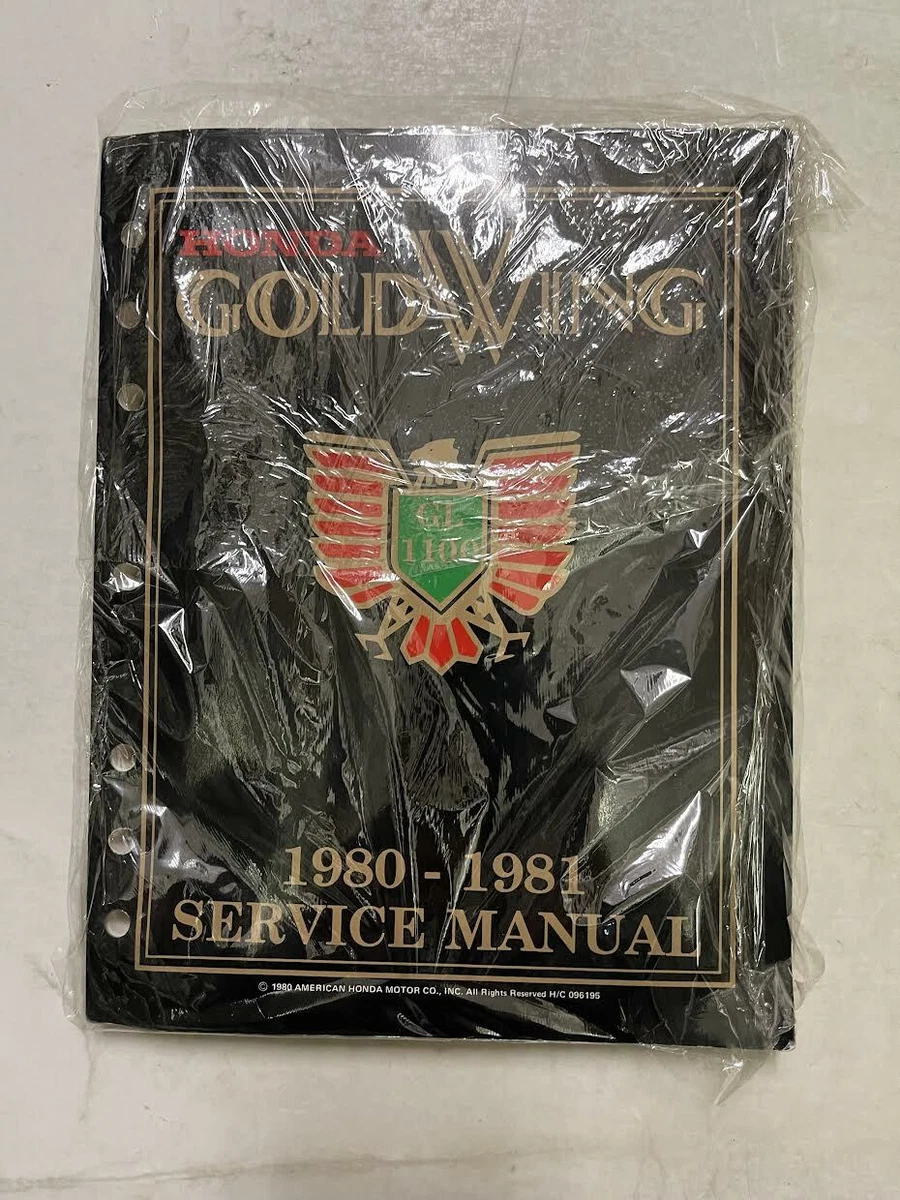 HONDA
GOLDWING
GL
1100
1980 - 1981
SERVICE MANUAL
© 1980 AMERICAN HONDA MOTOR CO., INC. All Rights Reserved H/C 096195